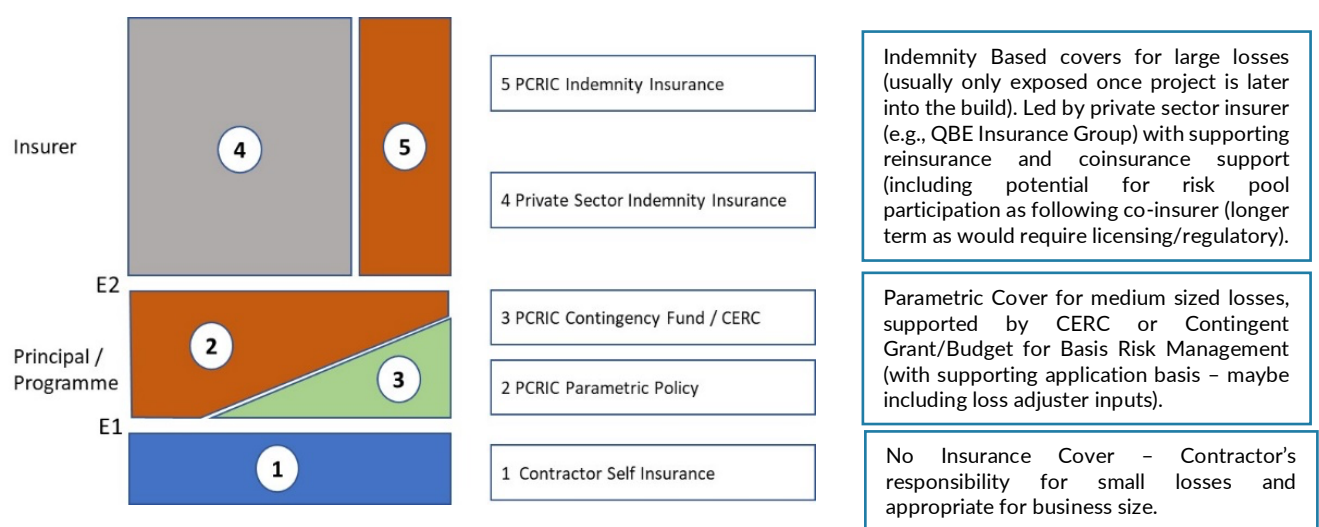 Insurer
4
5
E2
Principal /
Programme
2
3
E1
1
5 PCRIC Indemnity Insurance
4 Private Sector Indemnity Insurance
3 PCRIC Contingency Fund / CERC
2 PCRIC Parametric Policy
1 Contractor Self Insurance
Indemnity Based covers for large losses
(usually only exposed once project is later
into the build). Led by private sector insurer
(e.g., QBE Insurance Group) with supporting
reinsurance and coinsurance support
(including potential for risk pool
participation as following co-insurer (longer
term as would require licensing/regulatory).
Parametric Cover for medium sized losses,
supported by CERC or Contingent
Grant/Budget for Basis Risk Management
(with supporting application basis – maybe
including loss adjuster inputs).
No Insurance Cover – Contractor's
responsibility for small losses and
appropriate for business size.